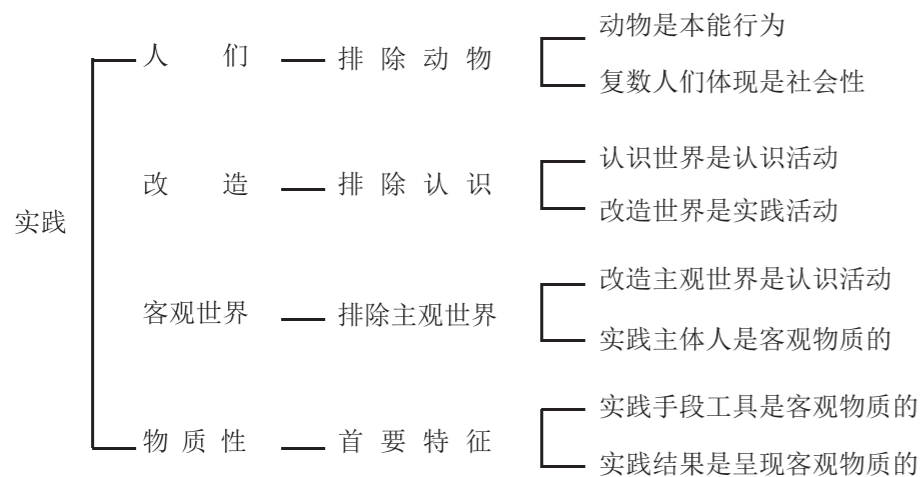 实践
人们
排除动物
动物是本能行为
复数人们体现是社会性
改造
排除认识
认识世界是认识活动
改造世界是实践活动
客观世界
排除主观世界
改造主观世界是认识活动
实践主体人是客观物质的
物质性
首要特征
实践手段工具是客观物质的
实践结果是呈现客观物质的